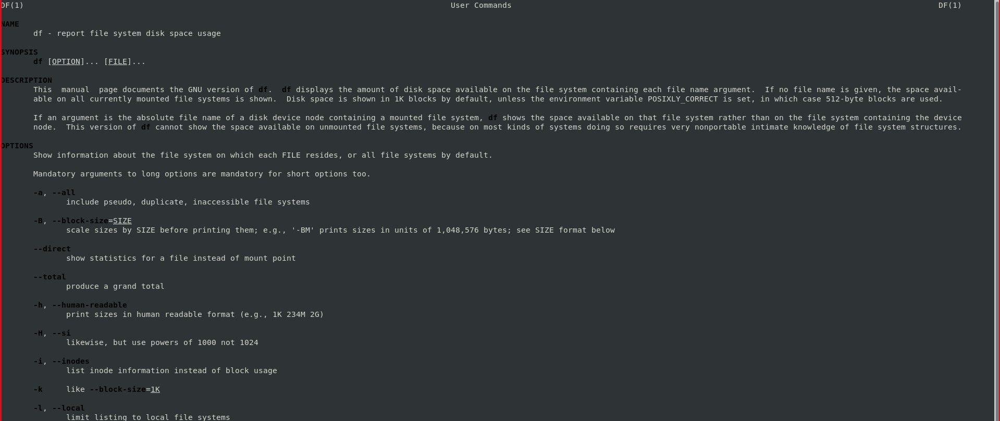 DF(1) User Commands DF(1)
NAME
df - report file system disk space usage
SYNOPSIS
df [OPTION]... [FILE]...
DESCRIPTION
This  manual  page documents the GNU version of df.  df displays the amount of disk space available on the file system containing each file name argument.  If no file name is given, the space avail-
able on all currently mounted file systems is shown.  Disk space is shown in 1K blocks by default, unless the environment variable POSIXLY_CORRECT is set, in which case 512-byte blocks are used.
If an argument is the absolute file name of a disk device node containing a mounted file system, df shows the space available on that file system rather than on the file system containing the device
node.  This version of df cannot show the space available on unmounted file systems, because on most kinds of systems doing so requires very nonportable intimate knowledge of file system structures.
OPTIONS
Show information about the file system on which each FILE resides, or all file systems by default.
Mandatory arguments to long options are mandatory for short options too.
-a, --all
include pseudo, duplicate, inaccessible file systems
-B, --block-size=SIZE
scale sizes by SIZE before printing them; e.g., '-BM' prints sizes in units of 1,048,576 bytes; see SIZE format below
--direct
show statistics for a file instead of mount point
--total
produce a grand total
-h, --human-readable
print sizes in human readable format (e.g., 1K 234M 2G)
-H, --si
likewise, but use powers of 1000 not 1024
-i, --inodes
list inode information instead of block usage
-k     like --block-size=1K
-l, --local
limit listing to local file systems